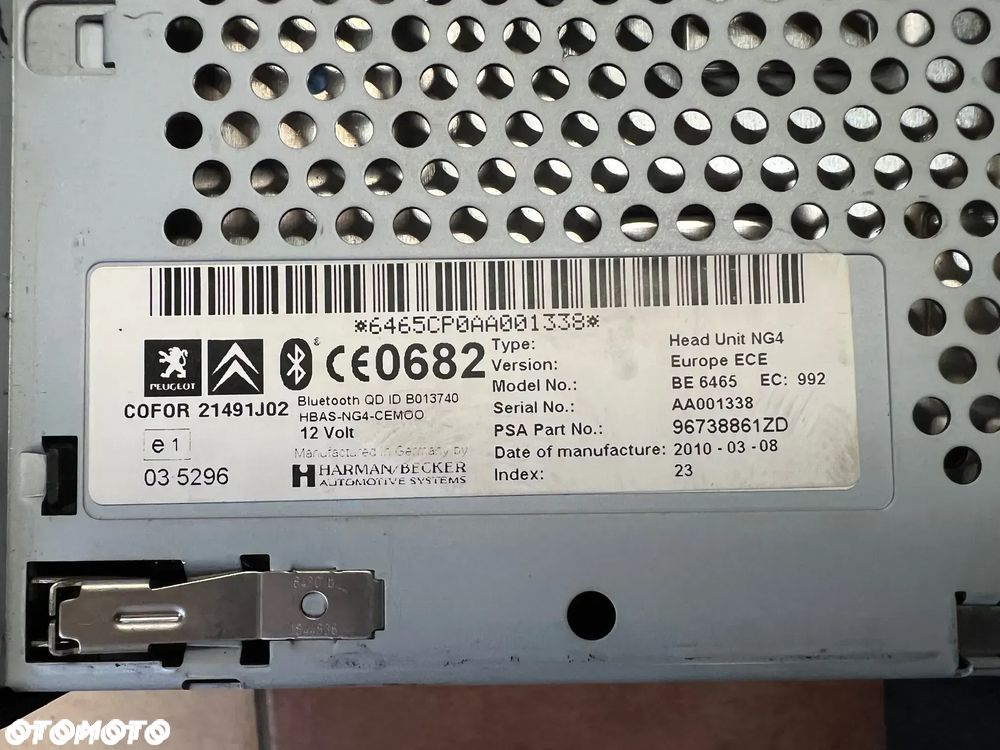 *6465CP0AA001338*
PEUGEOT
CE0682
COFOR 21491J02
Bluetooth QD ID B013740
HBAS-NG4-CEMOO
12 Volt
e1
03 5296
Manufactured in Germany by
HARMAN/BECKER
AUTOMOTIVE SYSTEMS
Type: Head Unit NG4
Version: Europe ECE
Model No.: BE 6465 EC: 992
Serial No.: AA001338
PSA Part No.: 96738861ZD
Date of manufacture: 2010 - 03 - 08
Index: 23
OTOMOTO